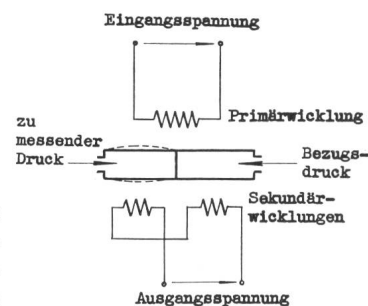 Eingangsspannung
Primärwicklung
zu
messender
Druck
Bezugs-
druck
Sekundär-
wicklungen
Ausgangsspannung